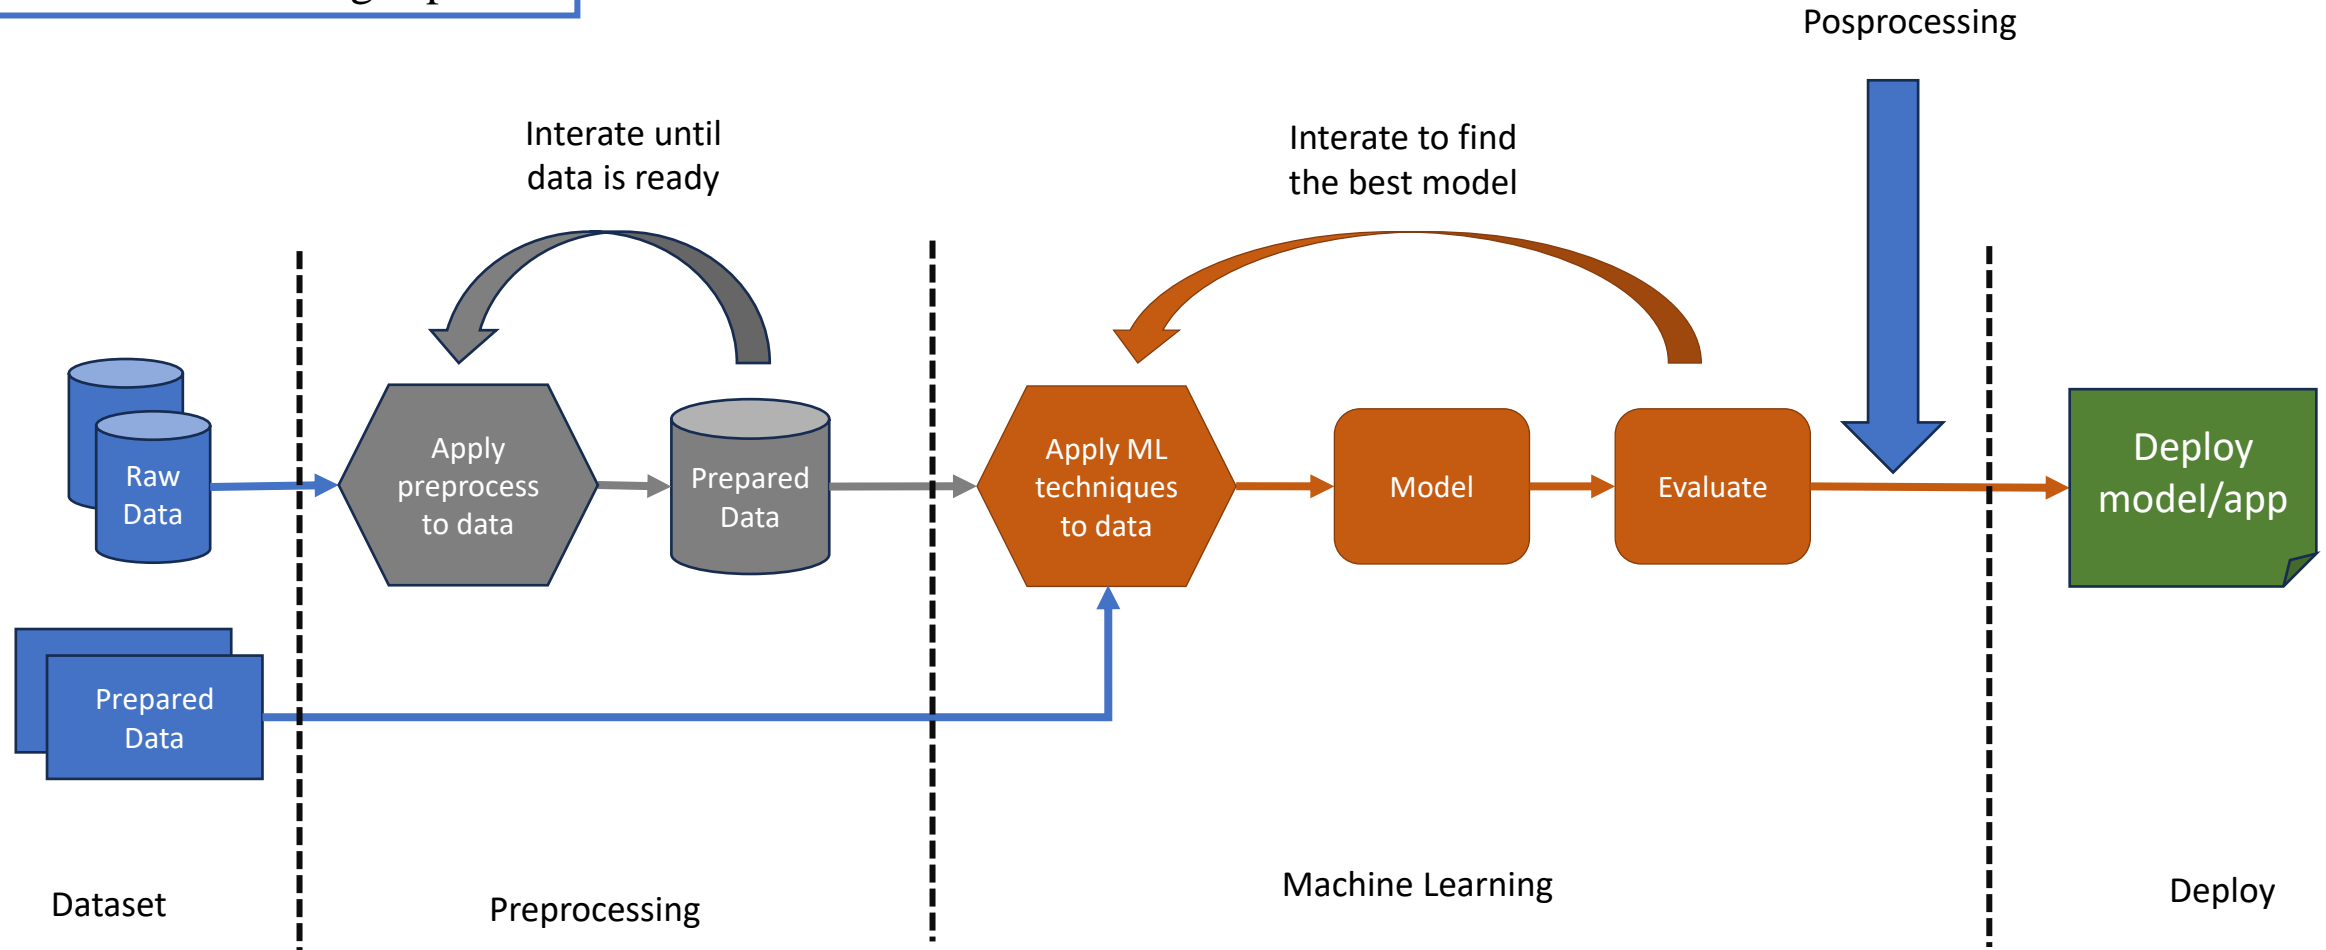 Posprocessing
Interate until
data is ready
Interate to find
the best model
Raw
Data
Apply
preprocess
to data
Prepared
Data
Apply ML
techniques
to data
Model
Evaluate
Deploy
model/app
Prepared
Data
Dataset
Preprocessing
Machine Learning
Deploy